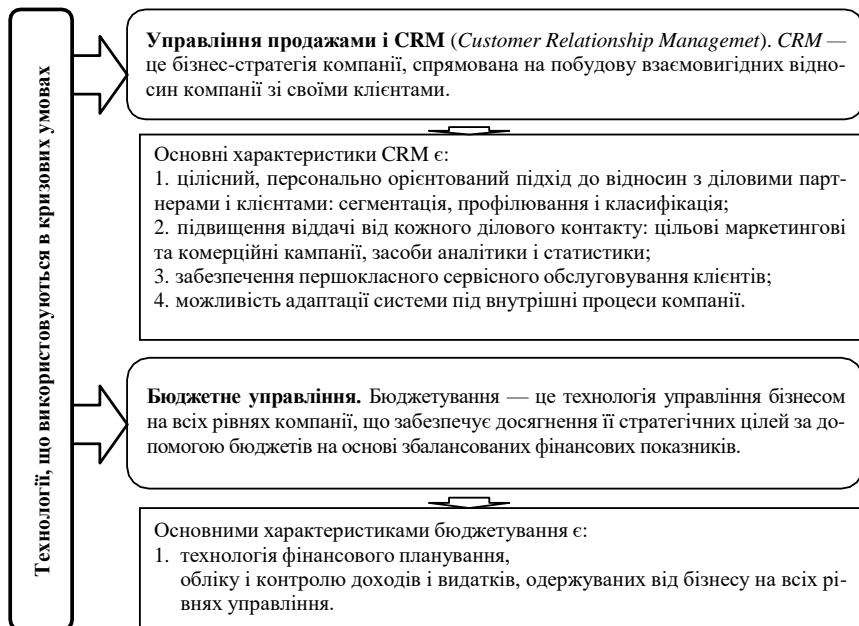 Технології, що використовуються в кризових умовах
Управління продажами і CRM (Customer Relationship Managemet). CRM —
це бізнес-стратегія компанії, спрямована на побудову взаємовигідних відно-
син компанії зі своїми клієнтами.
Основні характеристики CRM є:
1. цілісний, персонально орієнтований підхід до відносин з діловими парт-
нерами і клієнтами: сегментація, профілювання і класифікація;
2. підвищення віддачі від кожного ділового контакту: цільові маркетингові
та комерційні кампанії, засоби аналітики і статистики;
3. забезпечення першокласного сервісного обслуговування клієнтів;
4. можливість адаптації системи під внутрішні процеси компанії.
Бюджетне управління. Бюджетування — це технологія управління бізнесом
на всіх рівнях компанії, що забезпечує досягнення її стратегічних цілей за до-
помогою бюджетів на основі збалансованих фінансових показників.
Основними характеристиками бюджетування є:
1. технологія фінансового планування,
обліку і контролю доходів і видатків, одержуваних від бізнесу на всіх рі-
внях управління.